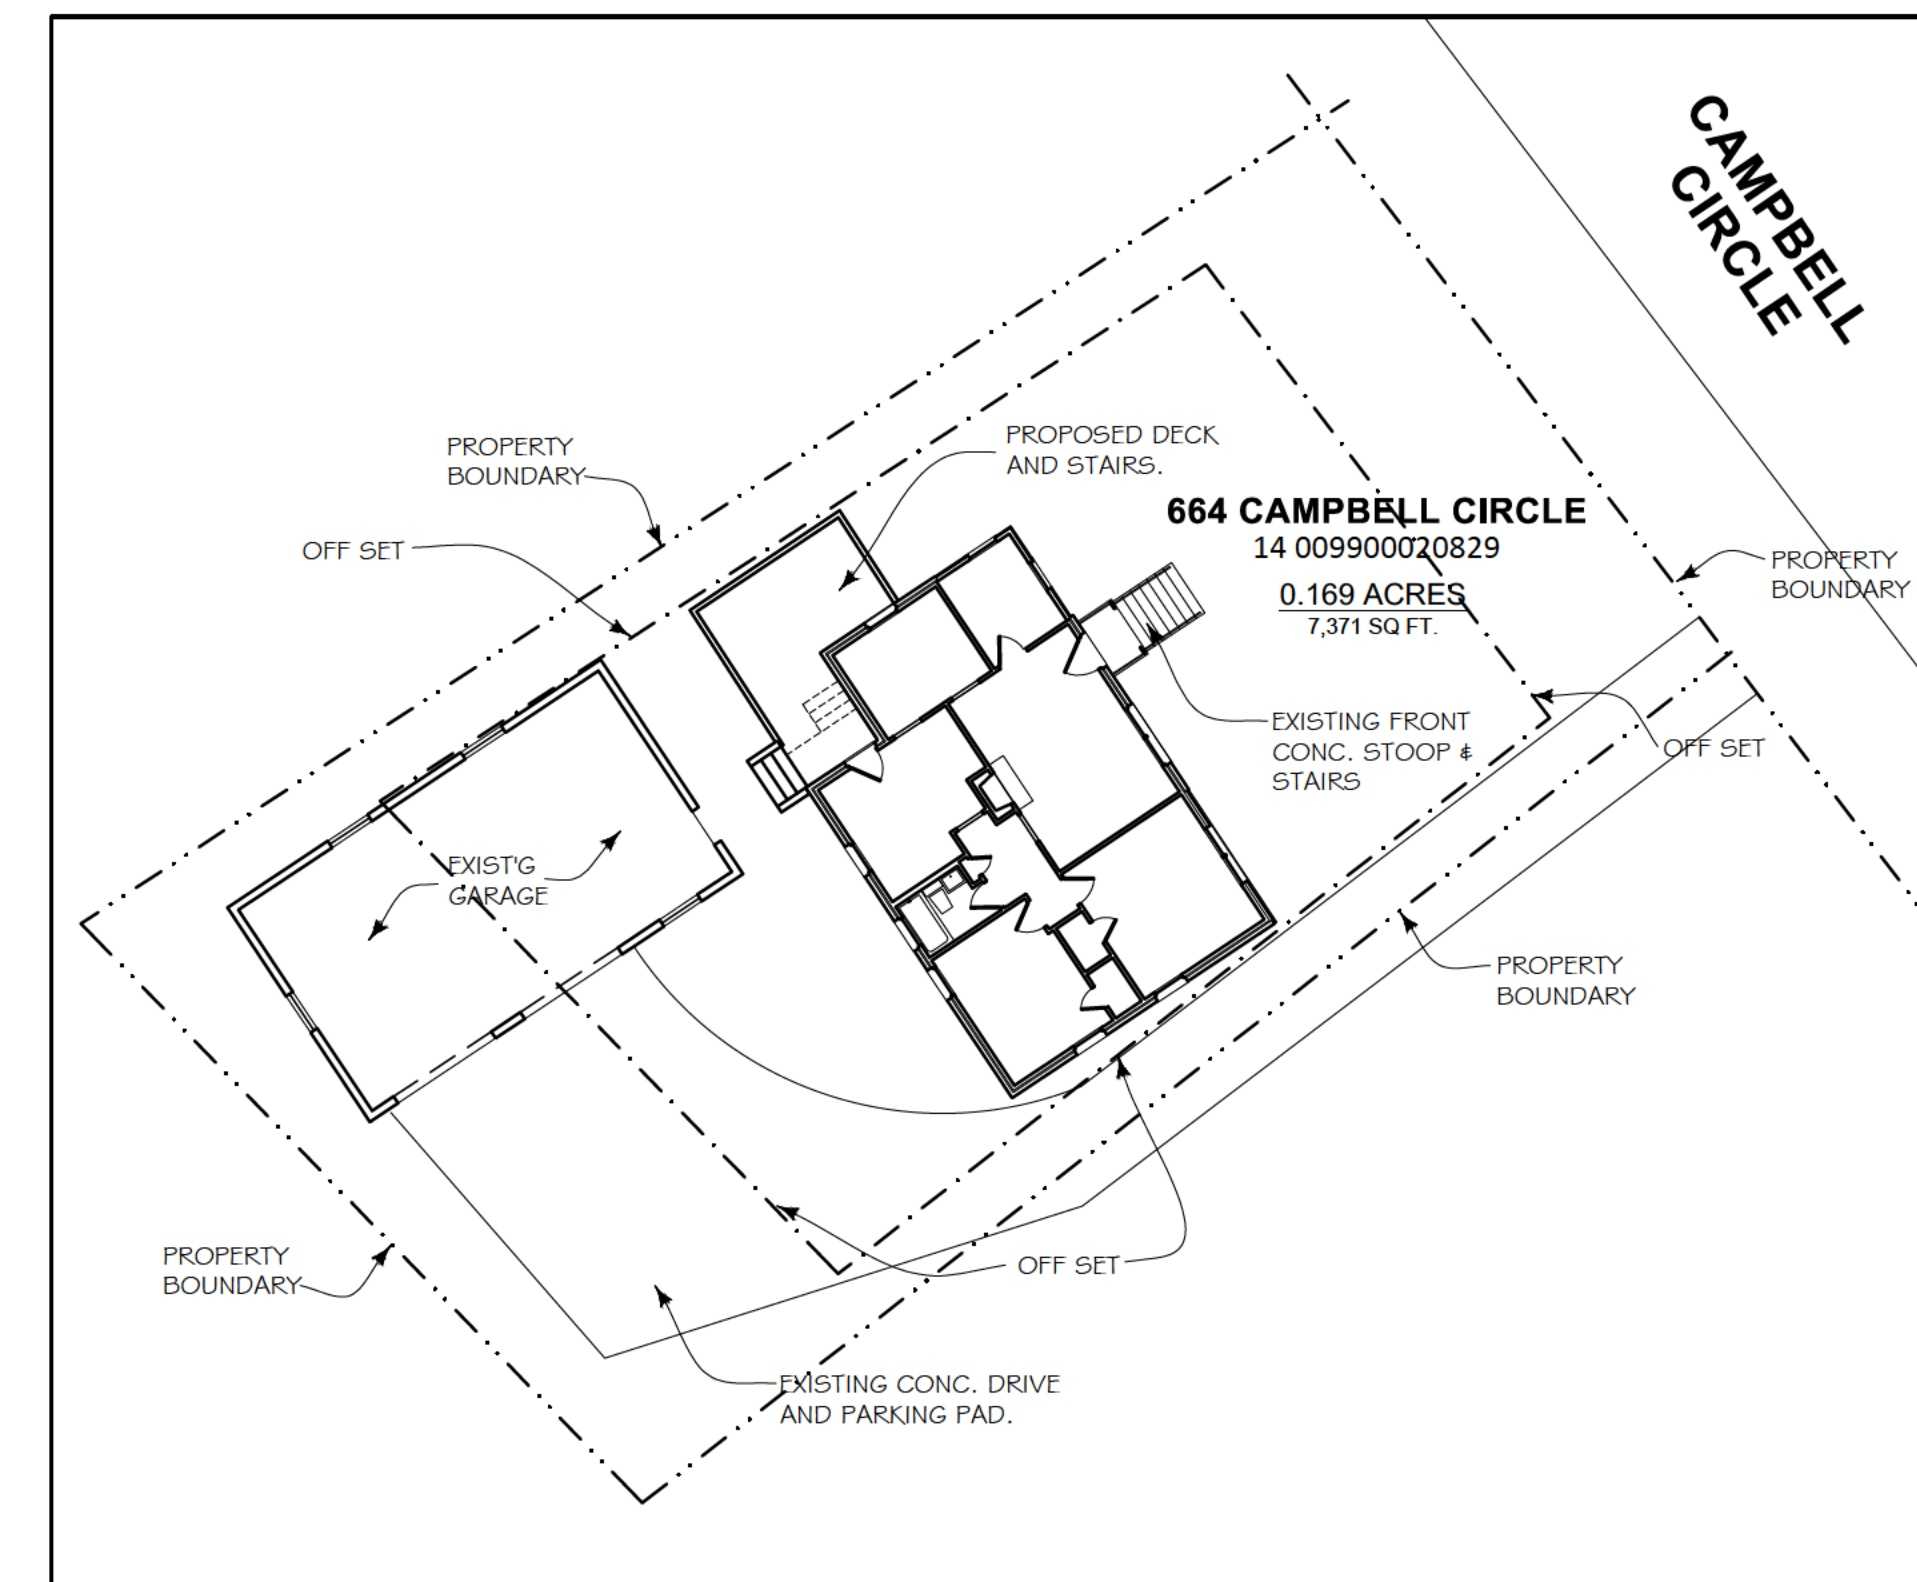 CAMPBELL
CIRCLE
PROPERTY
BOUNDARY
PROPOSED DECK
AND STAIRS.
OFF SET
664 CAMPBELL CIRCLE
14 009900020829
0.169 ACRES
7,371 SQ FT.
PROPERTY
BOUNDARY
EXISTING FRONT
CONC. STOOP &
STAIRS
OFF SET
EXIST'G
GARAGE
PROPERTY
BOUNDARY
PROPERTY
BOUNDARY
OFF SET
EXISTING CONC. DRIVE
AND PARKING PAD.